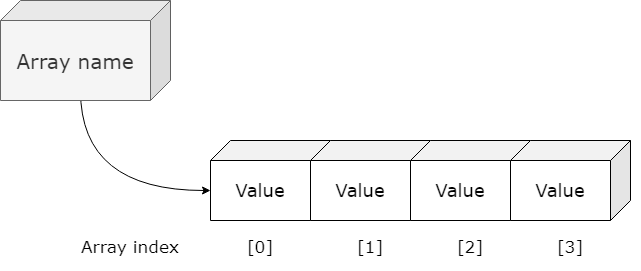 Array name
Value Value Value Value
Array index [0] [1] [2] [3]